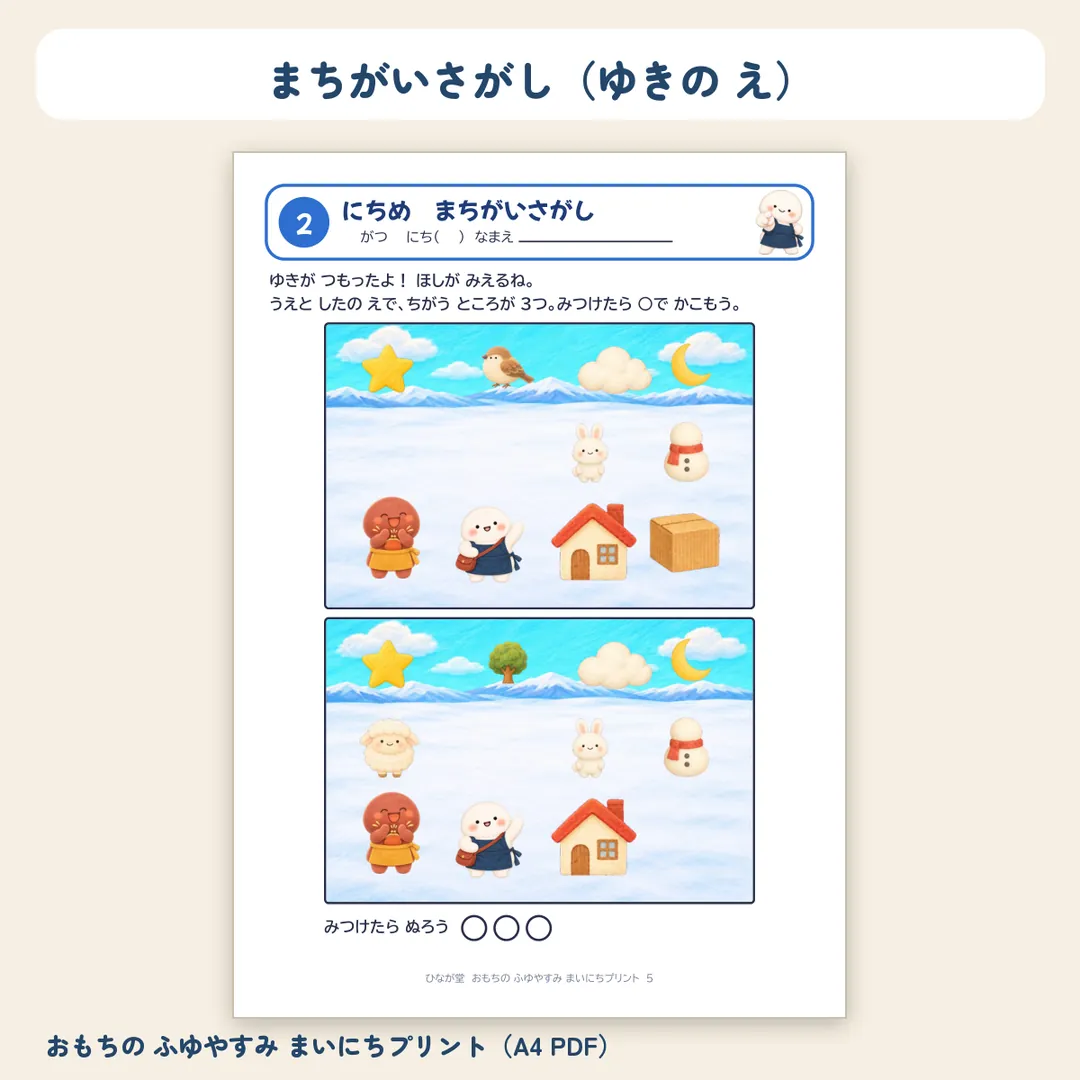 まちがいさがし（ゆきの え）
2 にちめ　まちがいさがし
がつ　にち(　) なまえ
ゆきが つもったよ！ ほしが みえるね。
うえと したの えで、ちがう ところが 3つ。みつけたら ○で かこもう。
みつけたら ぬろう ○○○
ひなが堂 おもちの ふゆやすみ まいにちプリント 5
おもちの ふゆやすみ まいにちプリント（A4 PDF）